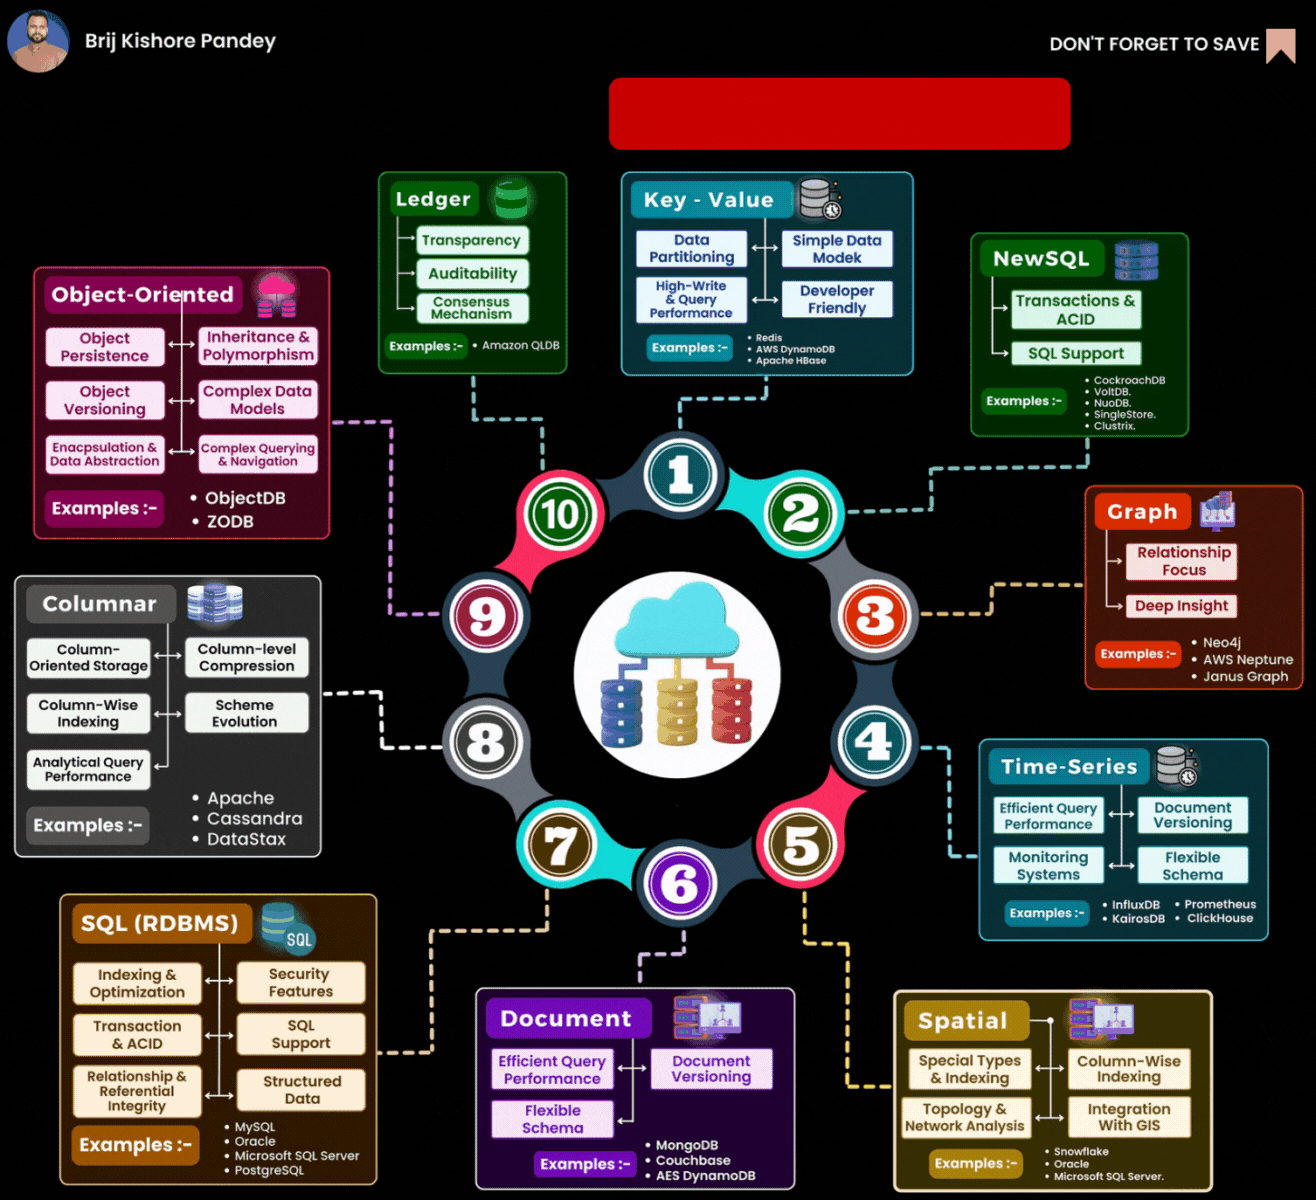 Brij Kishore Pandey
DON'T FORGET TO SAVE
Ledger
Transparency
Auditability
Consensus
Mechanism
Examples :-
• Amazon QLDB
Key - Value
Data
Partitioning
Simple Data
Modek
High-Write
& Query
Performance
Developer
Friendly
Examples :-
• Redis
• AWS DynamoDB
• Apache HBase
NewSQL
Transactions &
ACID
SQL Support
Examples :-
• CockroachDB
• VoltDB.
• NuoDB.
• SingleStore.
• Clustrix.
Object-Oriented
Object
Persistence
Inheritance &
Polymorphism
Object
Versioning
Complex Data
Models
Enacpsulation &
Data Abstraction
Complex Querying
& Navigation
Examples :-
• ObjectDB
• ZODB
Graph
Relationship
Focus
Deep Insight
Examples :-
• Neo4j
• AWS Neptune
• Janus Graph
1
2
3
4
5
6
7
8
9
10
Columnar
Column-
Oriented Storage
Column-level
Compression
Column-Wise
Indexing
Scheme
Evolution
Analytical Query
Performance
Examples :-
• Apache
• Cassandra
• DataStax
Time-Series
Efficient Query
Performance
Document
Versioning
Monitoring
Systems
Flexible
Schema
Examples :-
• InfluxDB
• KairosDB
• Prometheus
• ClickHouse
SQL (RDBMS)
SQL
Indexing &
Optimization
Security
Features
Transaction
& ACID
SQL
Support
Relationship &
Referential
Integrity
Structured
Data
Examples :-
• MySQL
• Oracle
• Microsoft SQL Server
• PostgreSQL
Document
Efficient Query
Performance
Document
Versioning
Flexible
Schema
Examples :-
• MongoDB
• Couchbase
• AES DynamoDB
Spatial
Special Types
& Indexing
Column-Wise
Indexing
Topology &
Network Analysis
Integration
With GIS
Examples :-
• Snowflake
• Oracle
• Microsoft SQL Server.